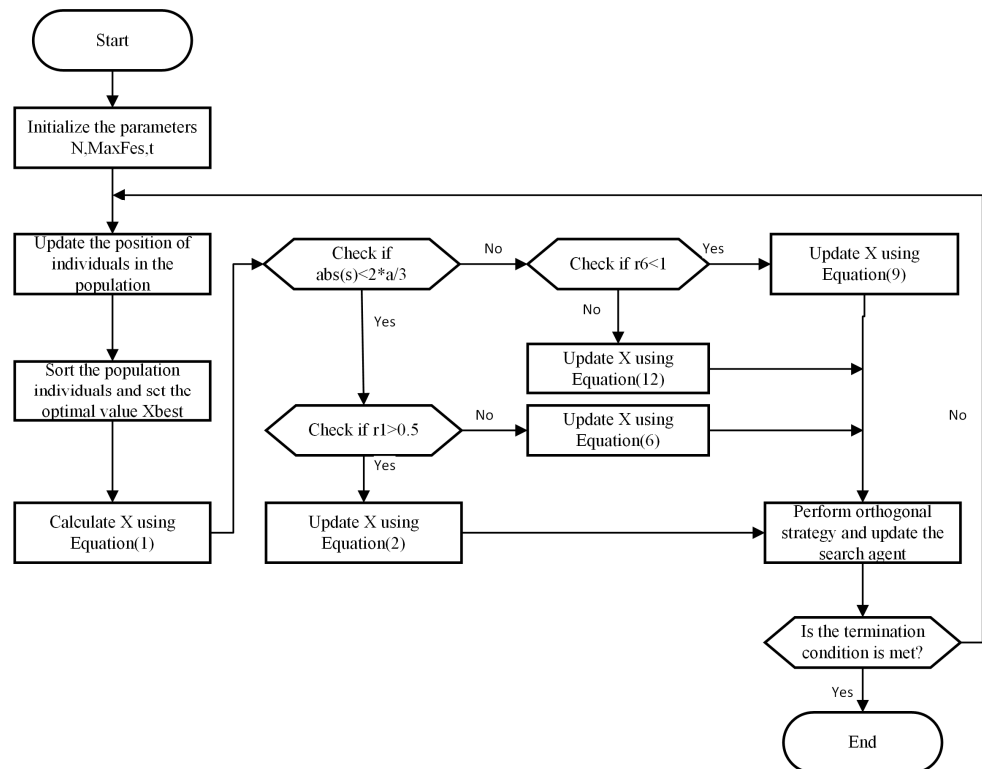 Start
Initialize the parameters
N,MaxFes,t
Update the position of
individuals in the
population
Sort the population
individuals and set the
optimal value Xbest
Calculate X using
Equation(1)
Check if
abs(s)<2*a/3
No
Check if r6<1
Yes
Update X using
Equation(9)
Yes
No
Update X using
Equation(12)
Check if r1>0.5
No
Update X using
Equation(6)
No
Yes
Update X using
Equation(2)
Perform orthogonal
strategy and update the
search agent
Is the termination
condition is met?
Yes
End